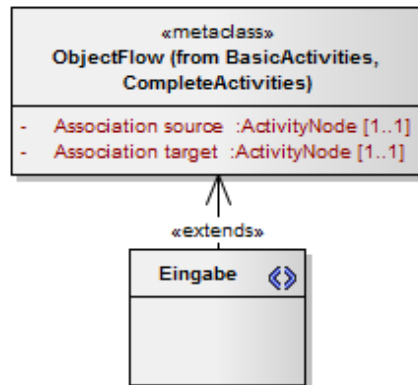 «metaclass»
ObjectFlow (from BasicActivities,
CompleteActivities)
- Association source :ActivityNode [1..1]
- Association target :ActivityNode [1..1]
«extends»
Eingabe